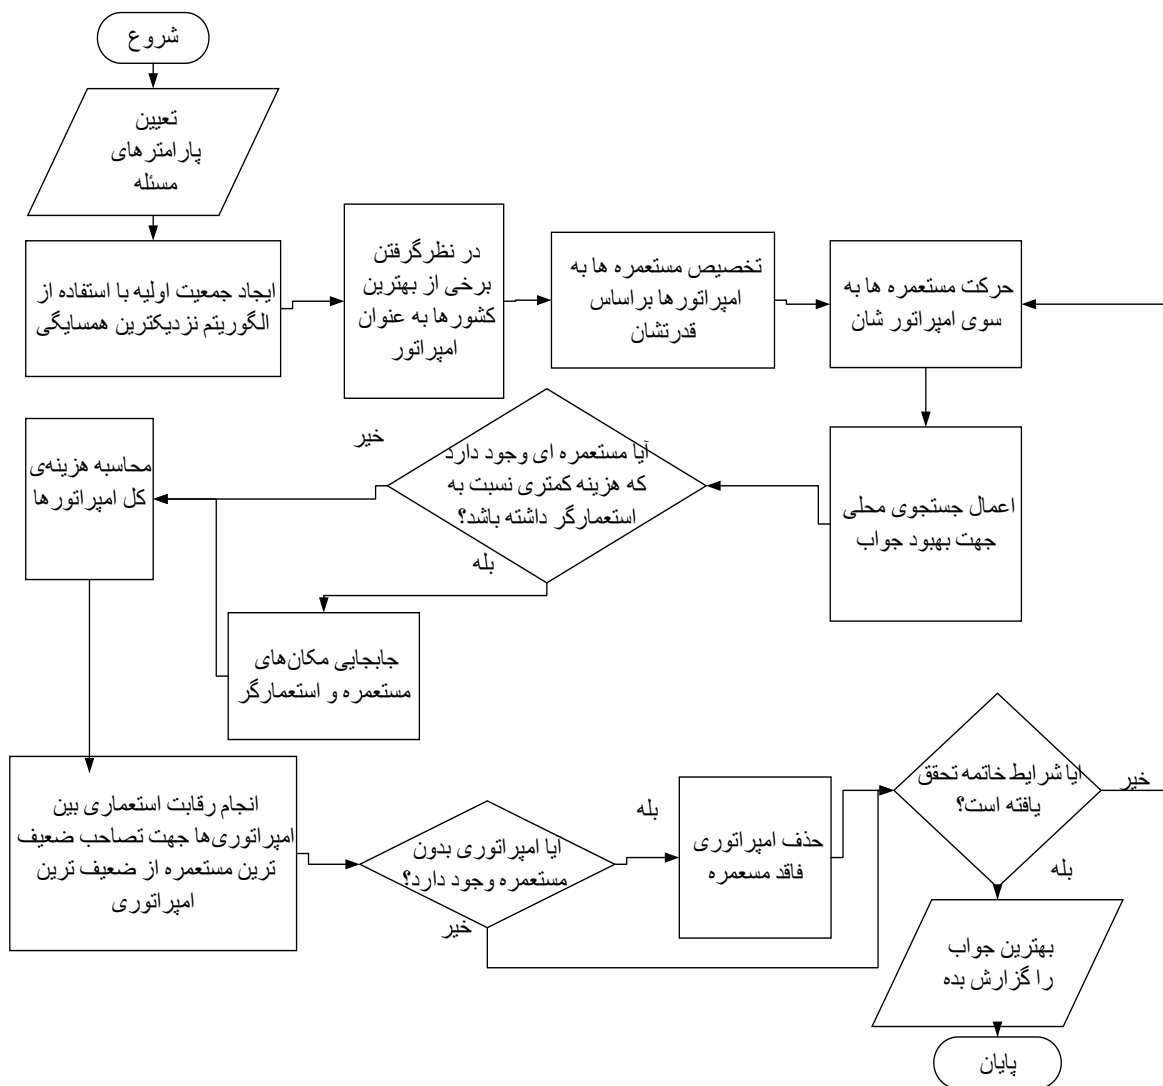 شروع
تعیین
پارامترهای
مسئله
ایجاد جمعیت اولیه با استفاده از
الگوریتم نزدیکترین همسایگی
در نظرگرفتن
برخی از بهترین
کشورها به عنوان
امپراتور
تخصیص مستعمره ها به
امپراتورها براساس
قدرتشان
حرکت مستعمره ها به
سوی امپراتور شان
اعمال جستجوی محلی
جهت بهبود جواب
آیا مستعمره ای وجود دارد
که هزینه کمتری نسبت به
استعمارگر داشته باشد؟
خیر
بله
جابجایی مکان‌های
مستعمره و استعمارگر
محاسبه هزینه‌ی
کل امپراتورها
انجام رقابت استعماری بین
امپراتوری‌ها جهت تصاحب ضعیف
ترین مستعمره از ضعیف ترین
امپراتوری
ایا امپراتوری بدون
مستعمره وجود دارد؟
بله
خیر
حذف امپراتوری
فاقد مسعمره
ایا شرایط خاتمه تحقق
یافته است؟
خیر
بله
بهترین جواب
را گزارش بده
پایان